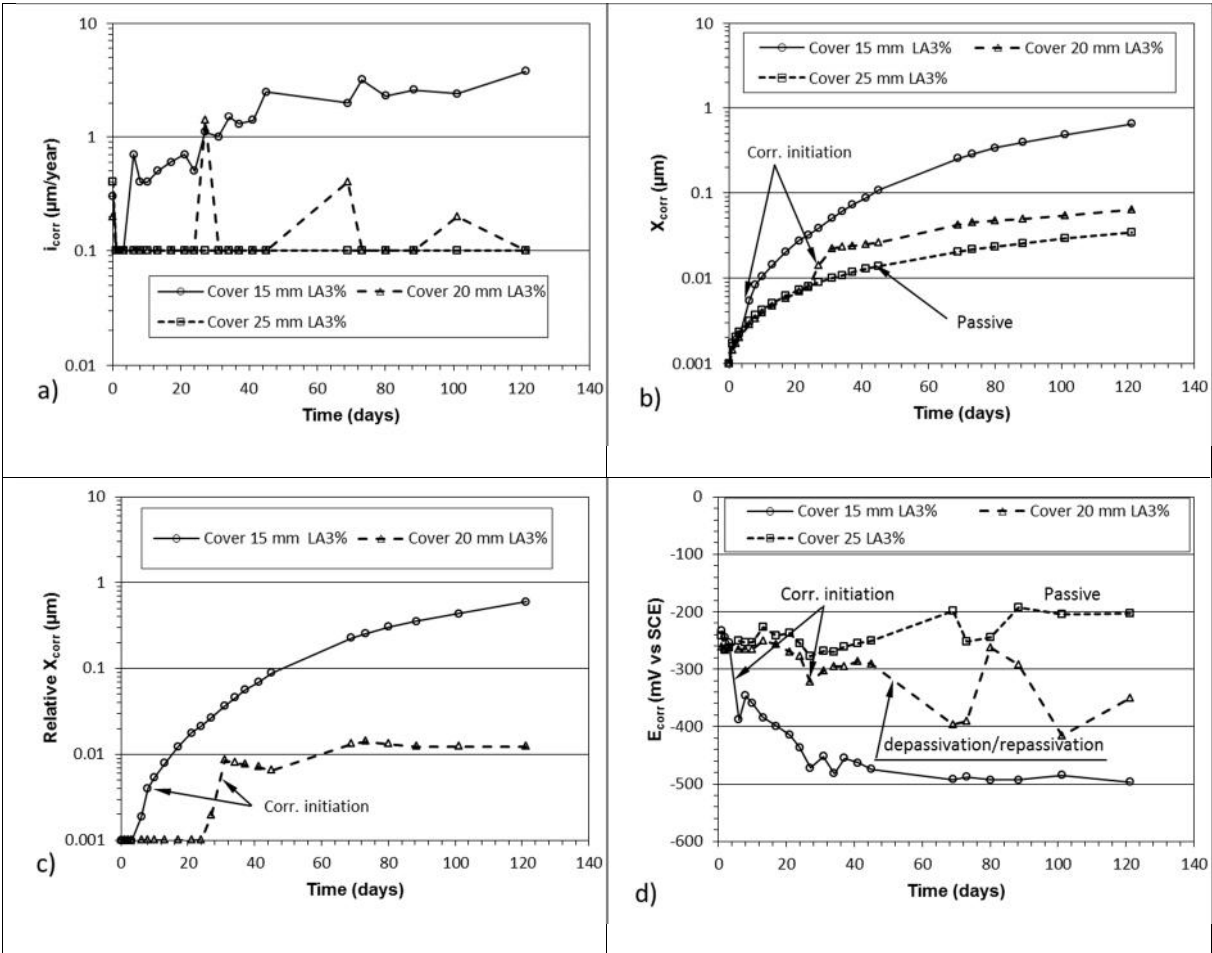 10
1
0.1
0.01
i_corr (µm/year)
Cover 15 mm LA3% Cover 20 mm LA3%
Cover 25 mm LA3%
0 20 40 60 80 100 120 140
Time (days)
a)
Cover 15 mm LA3% Cover 20 mm LA3%
Cover 25 mm LA3%
10
1
0.1
0.01
0.001
X_corr (µm)
Corr. initiation
Passive
0 20 40 60 80 100 120 140
Time (days)
b)
10
1
0.1
0.01
0.001
Relative X_corr (µm)
Cover 15 mm LA3% Cover 20 mm LA3%
Corr. initiation
0 20 40 60 80 100 120 140
Time (days)
c)
0
-100
-200
-300
-400
-500
-600
E_corr (mV vs SCE)
Cover 15 mm LA3% Cover 20 mm LA3%
Cover 25 LA3%
Corr. initiation
Passive
depassivation/repassivation
0 20 40 60 80 100 120 140
Time (days)
d)